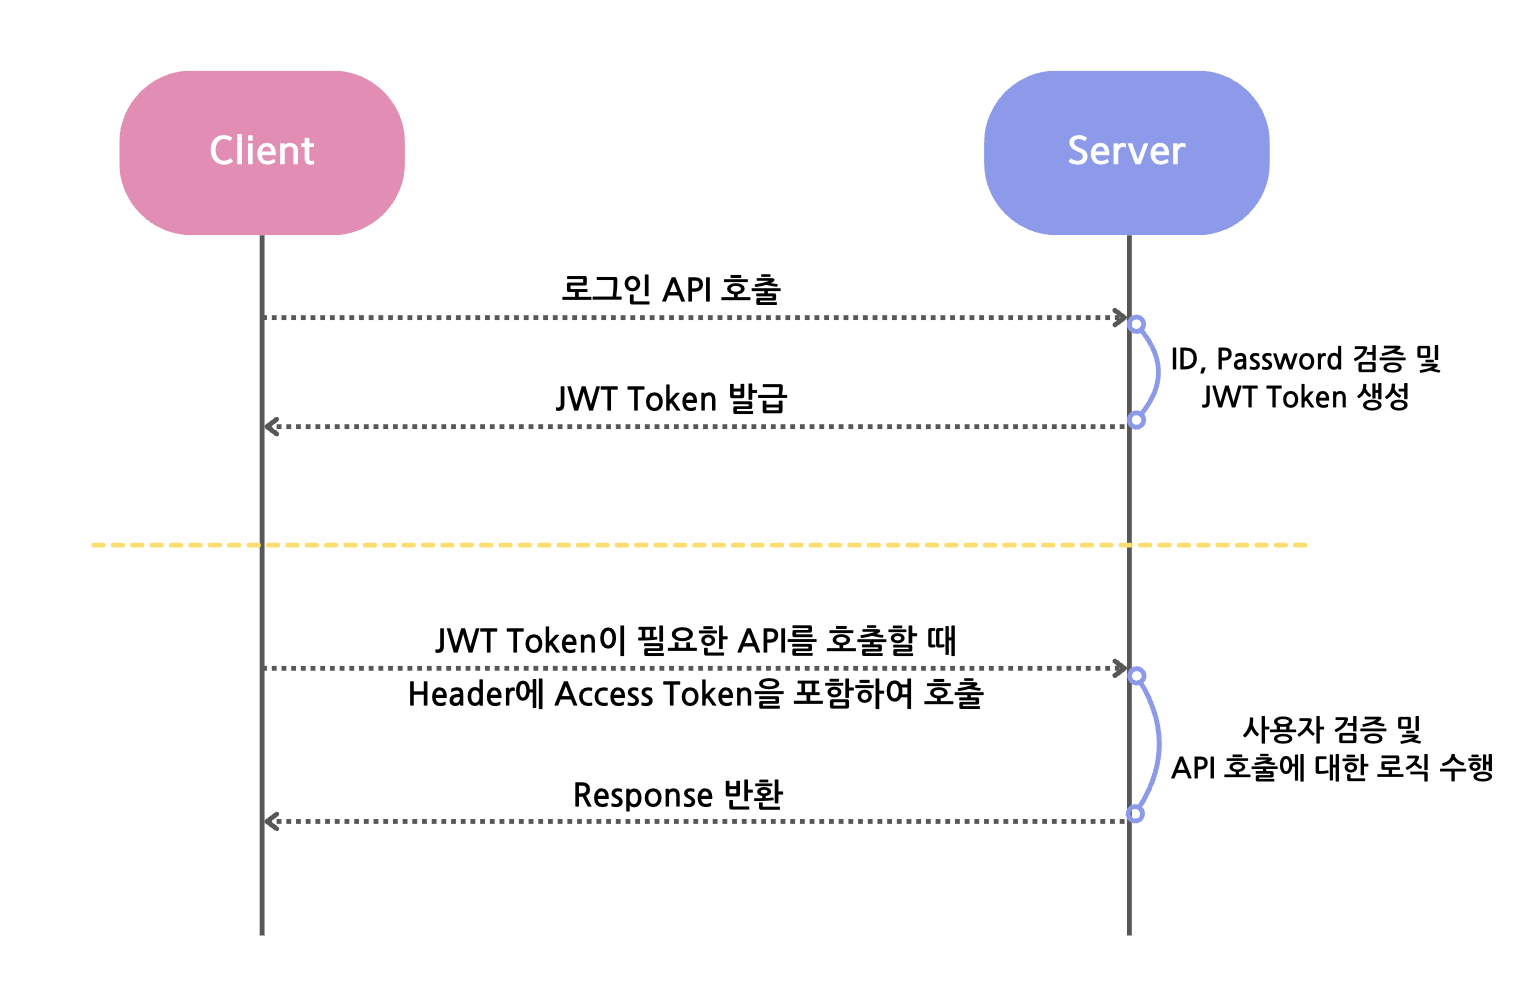 Client
Server
로그인 API 호출
ID, Password 검증 및
JWT Token 생성
JWT Token 발급
JWT Token이 필요한 API를 호출할 때
Header에 Access Token을 포함하여 호출
사용자 검증 및
API 호출에 대한 로직 수행
Response 반환